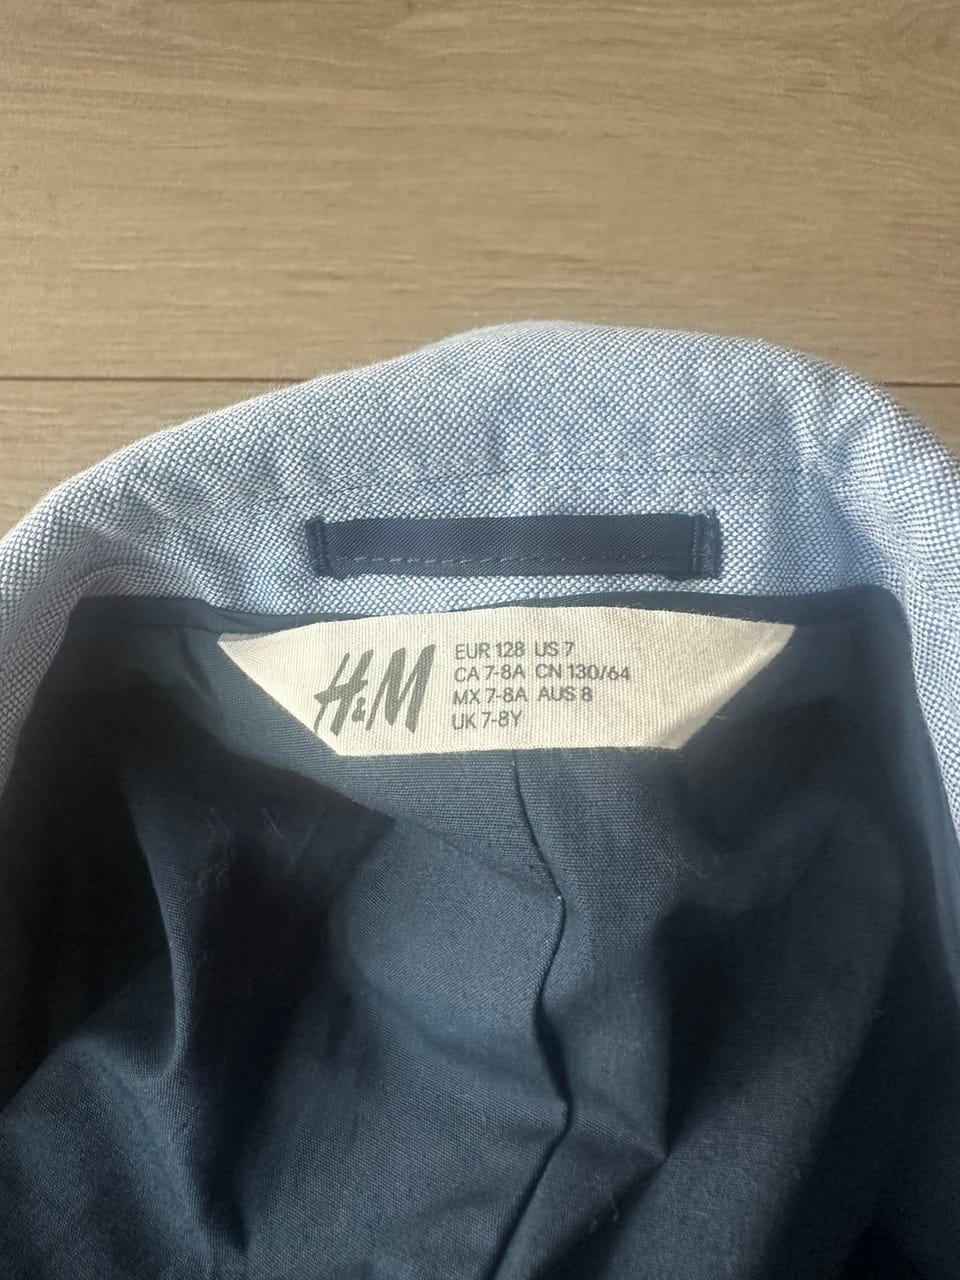 H&M
EUR 128 US 7
CA 7-8A CN 130/64
MX 7-8A AUS 8
UK 7-8Y